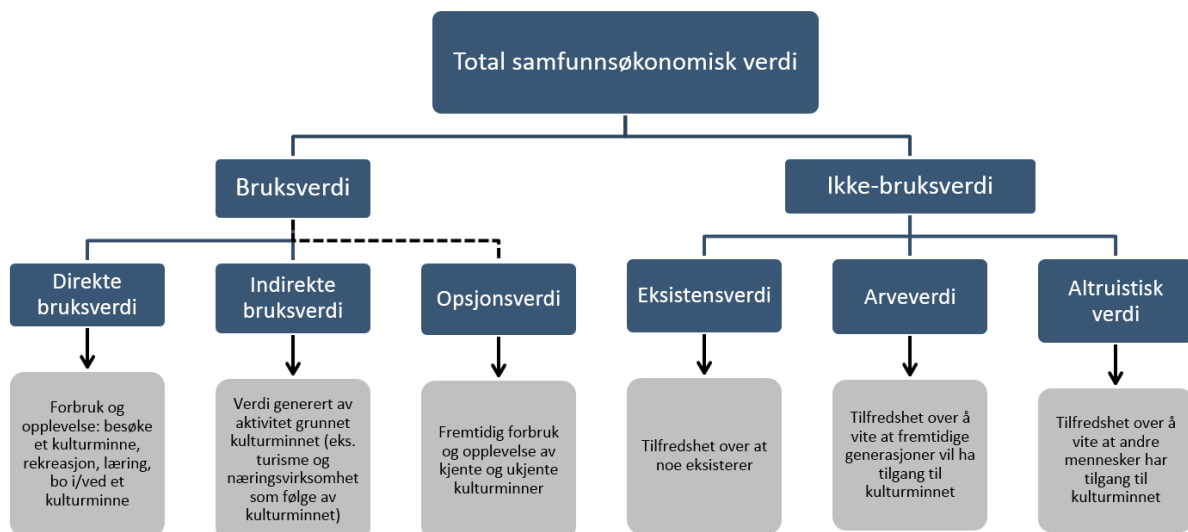 Total samfunnsøkonomisk verdi
Bruksverdi
Ikke-bruksverdi
Direkte
bruksverdi
Indirekte
bruksverdi
Opsjonsverdi
Eksistensverdi
Arveverdi
Altruistisk
verdi
Forbruk og
opplevelse: besøke
et kulturminne,
rekreasjon, læring,
bo i/ved et
kulturminne
Verdi generert av
aktivitet grunnet
kulturminnet (eks.
turisme og
næringsvirksomhet
som følge av
kulturminnet)
Fremtidig forbruk
og opplevelse av
kjente og ukjente
kulturminner
Tilfredshet over at
noe eksisterer
Tilfredshet over å
vite at fremtidige
generasjoner vil ha
tilgang til
kulturminnet
Tilfredshet over å
vite at andre
mennesker har
tilgang til
kulturminnet